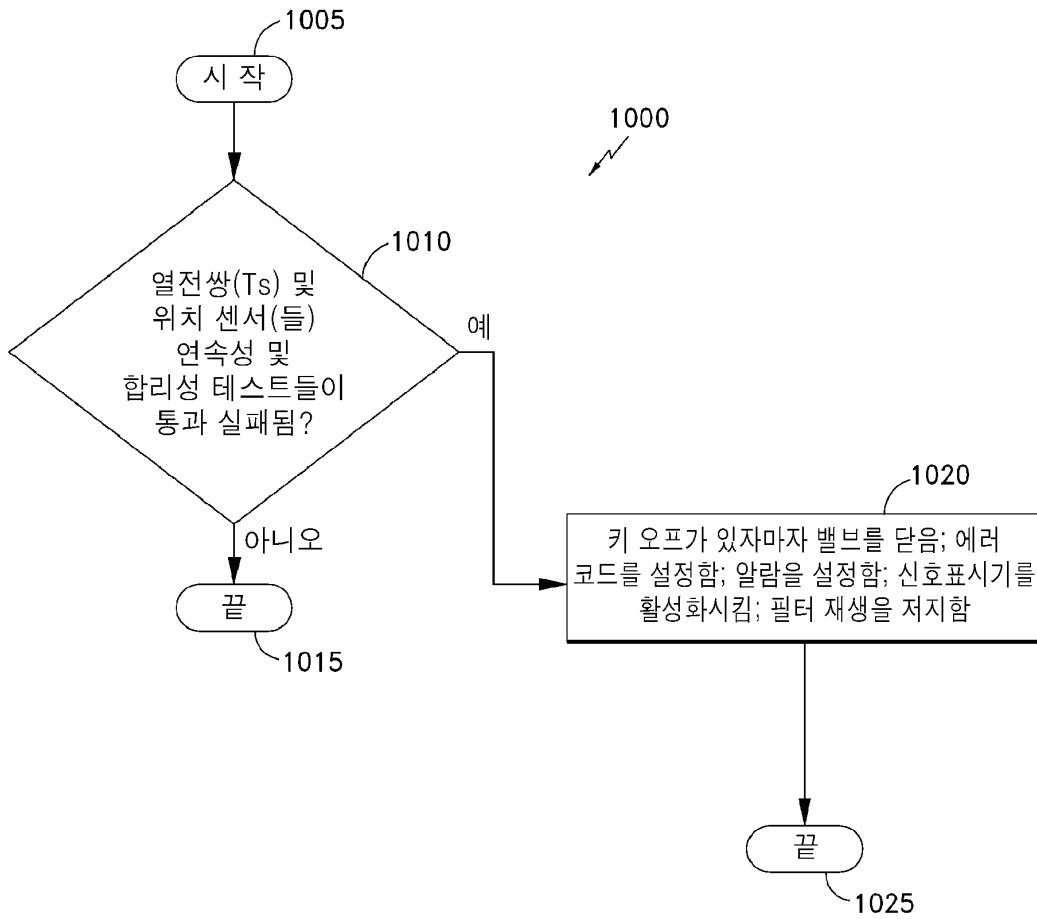 1005
시 작
1000
1010
열전쌍(Ts) 및
위치 센서(들)
연속성 및
합리성 테스트들이
통과 실패됨?
예
아니오
끝
1015
1020
키 오프가 있자마자 밸브를 닫음; 에러
코드를 설정함; 알람을 설정함; 신호표시기를
활성화시킴; 필터 재생을 저지함
끝
1025